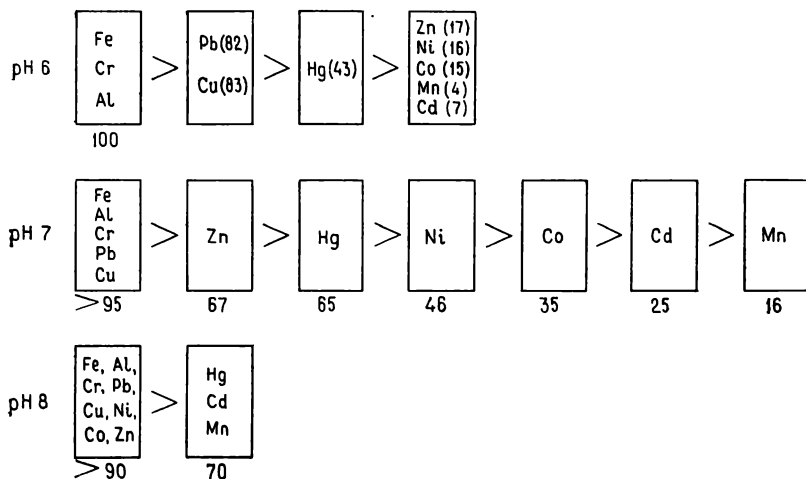 pH 6
Fe
Cr
Al
100
>
Pb(82)
Cu(83)
>
Hg(43)
>
Zn (17)
Ni (16)
Co (15)
Mn (4)
Cd (7)
pH 7
Fe
Al
Cr
Pb
Cu
> 95
>
Zn
67
>
Hg
65
>
Ni
46
>
Co
35
>
Cd
25
>
Mn
16
pH 8
Fe, Al,
Cr, Pb,
Cu, Ni,
Co, Zn
> 90
>
Hg
Cd
Mn
70